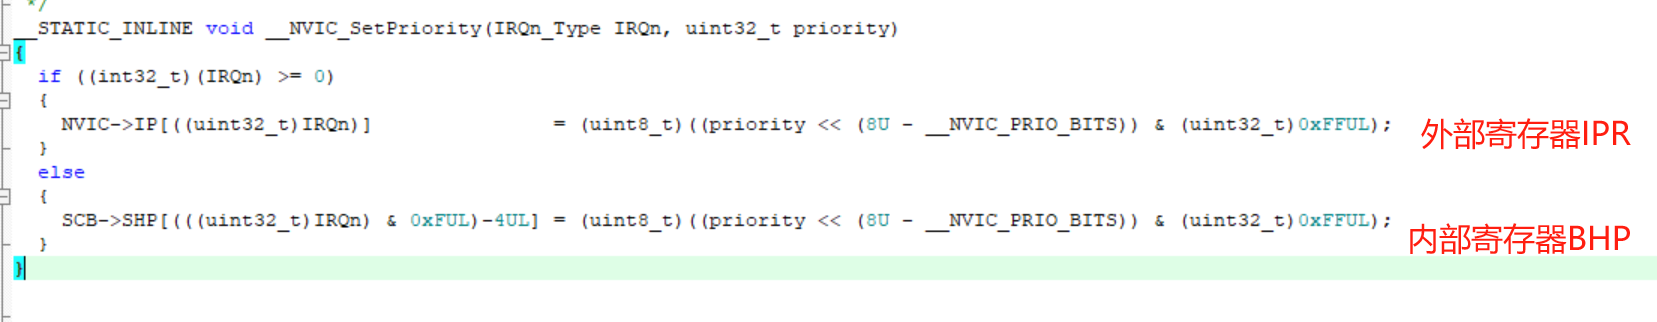 */
__STATIC_INLINE void __NVIC_SetPriority(IRQn_Type IRQn, uint32_t priority)
{
if ((int32_t)(IRQn) >= 0)
{
NVIC->IP[((uint32_t)IRQn)] = (uint8_t)((priority << (8U - __NVIC_PRIO_BITS)) & (uint32_t)0xFFUL); 外部寄存器IPR
}
else
{
SCB->SHP[(((uint32_t)IRQn) & 0xFUL)-4UL] = (uint8_t)((priority << (8U - __NVIC_PRIO_BITS)) & (uint32_t)0xFFUL); 内部寄存器BHP
}
}